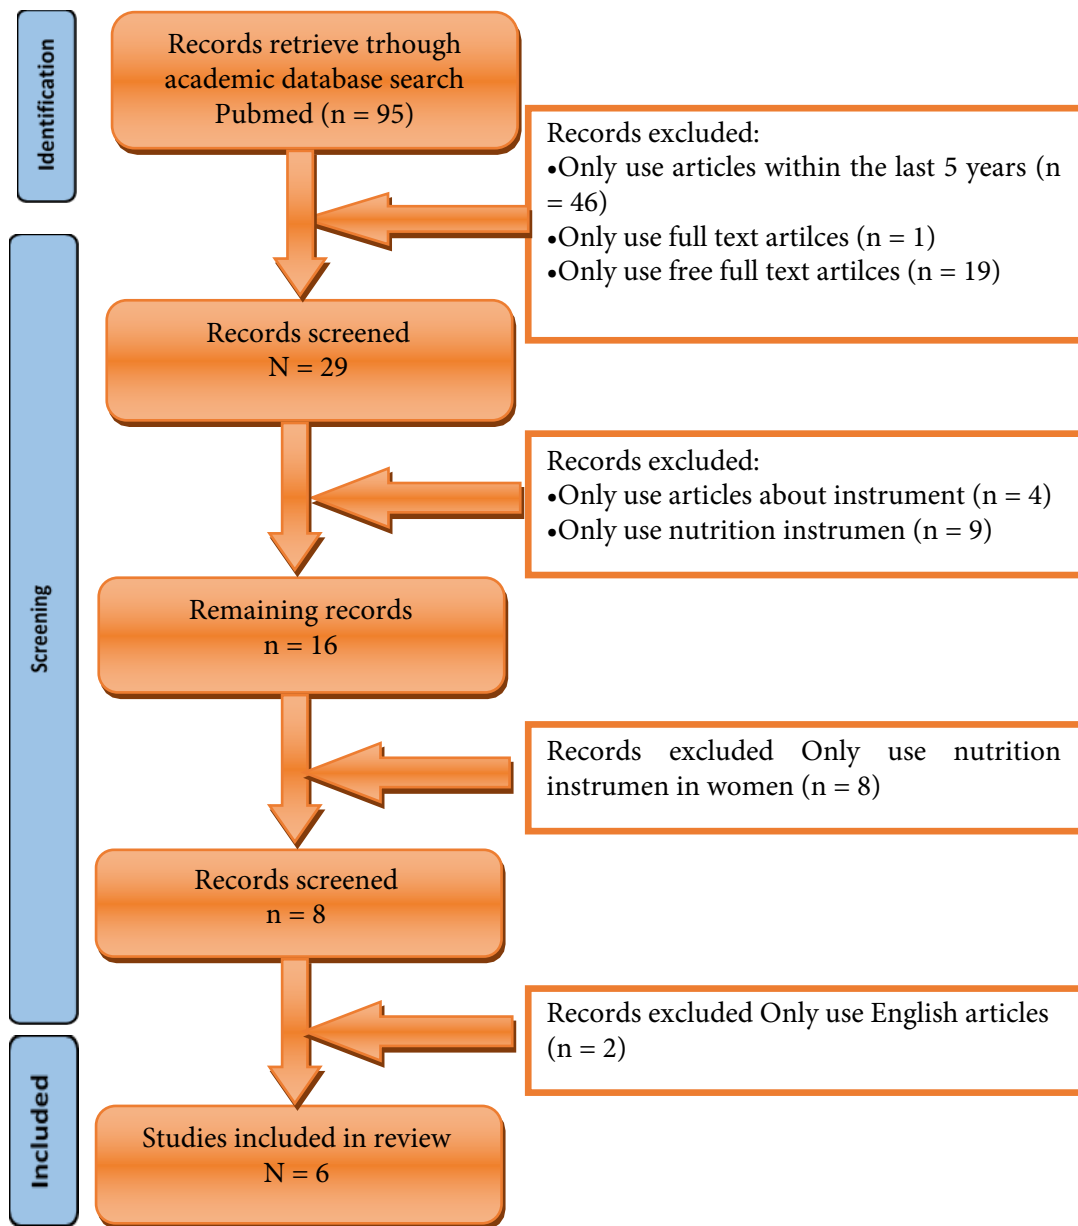 Identification
Records retrieve trhough
academic database search
Pubmed (n = 95)
Records excluded:
•Only use articles within the last 5 years (n
= 46)
•Only use full text artilces (n = 1)
•Only use free full text artilces (n = 19)
Screening
Records screened
N = 29
Records excluded:
•Only use articles about instrument (n = 4)
•Only use nutrition instrumen (n = 9)
Remaining records
n = 16
Records excluded Only use nutrition
instrumen in women (n = 8)
Records screened
n = 8
Records excluded Only use English articles
(n = 2)
Included
Studies included in review
N = 6